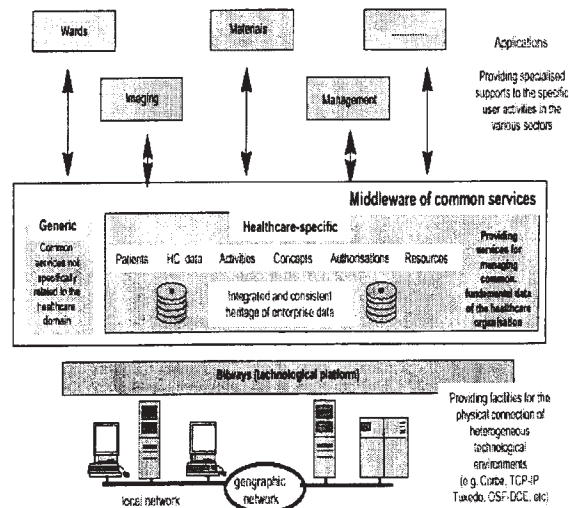 Wards
Materials
.............
Applications
Imaging
Management
Providing specialised
supports to the specific
user activities in the
various sectors
Middleware of common services
Generic
Common
services not
specifically
related to the
healthcare
domain
Healthcare-specific
Patients HC data Activities Concepts Authorisations Resources
Integrated and consistent
heritage of enterprise data
Providing
services for
managing
common,
fundamental data
of the healthcare
organisation
Bitways [technological platform]
Providing facilities for the
physical connection of
heterogeneous
technological
environments
(e.g. Corba, TCP-IP
Tuxedo, OSF-DCE, etc)
local network
geographic
network